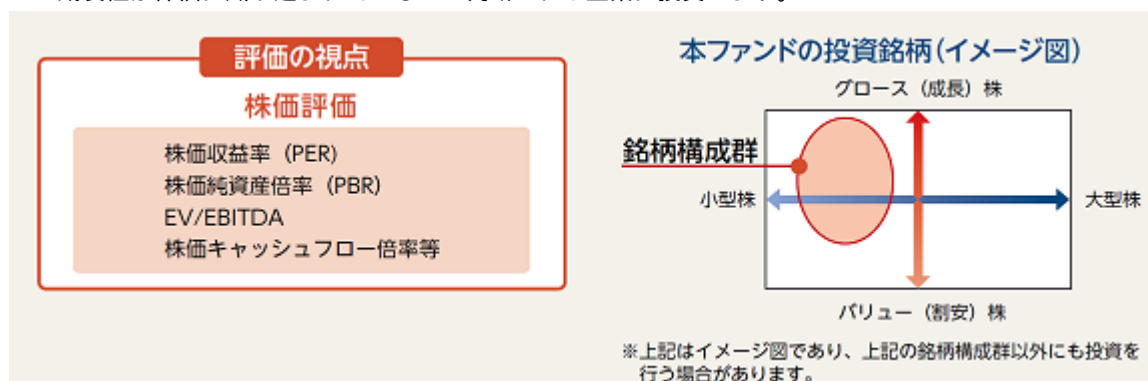 評価の視点
株価評価
株価収益率（PER）
株価純資産倍率（PBR）
EV/EBITDA
株価キャッシュフロー倍率等
本ファンドの投資銘柄（イメージ図）
グロース（成長）株
銘柄構成群
小型株
大型株
バリュー（割安）株
※上記はイメージ図であり、上記の銘柄構成群以外にも投資を
行う場合があります。